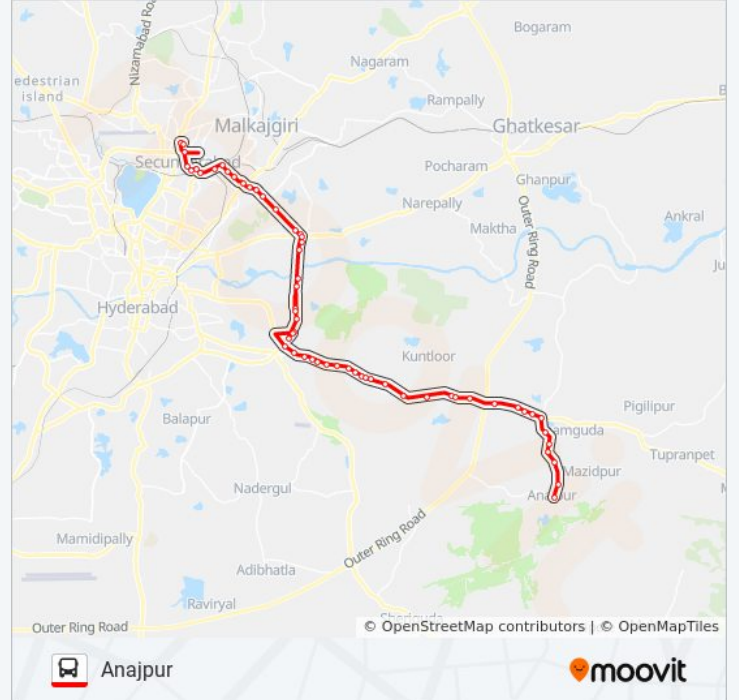 Nizamabad Roa
Bogaram
Nagaram
edestrian
island
Rampally
Malkajgiri
Ghatkesar
Secun
abad
Pocharam
Ghanpur
Narepally
Ankral
Maktha
Outer Ring Road
Ju
Hyderabad
Kuntloor
Pigilipur
Balapur
amguda
Tupranpet
Mazidpur
Nadergul
Anajpur
Outer Ring Road
Mamidipally
Adibhatla
Raviryal
Outer Ring Road
© OpenStreetMap contributors | © OpenMapTiles
Anajpur
moovit